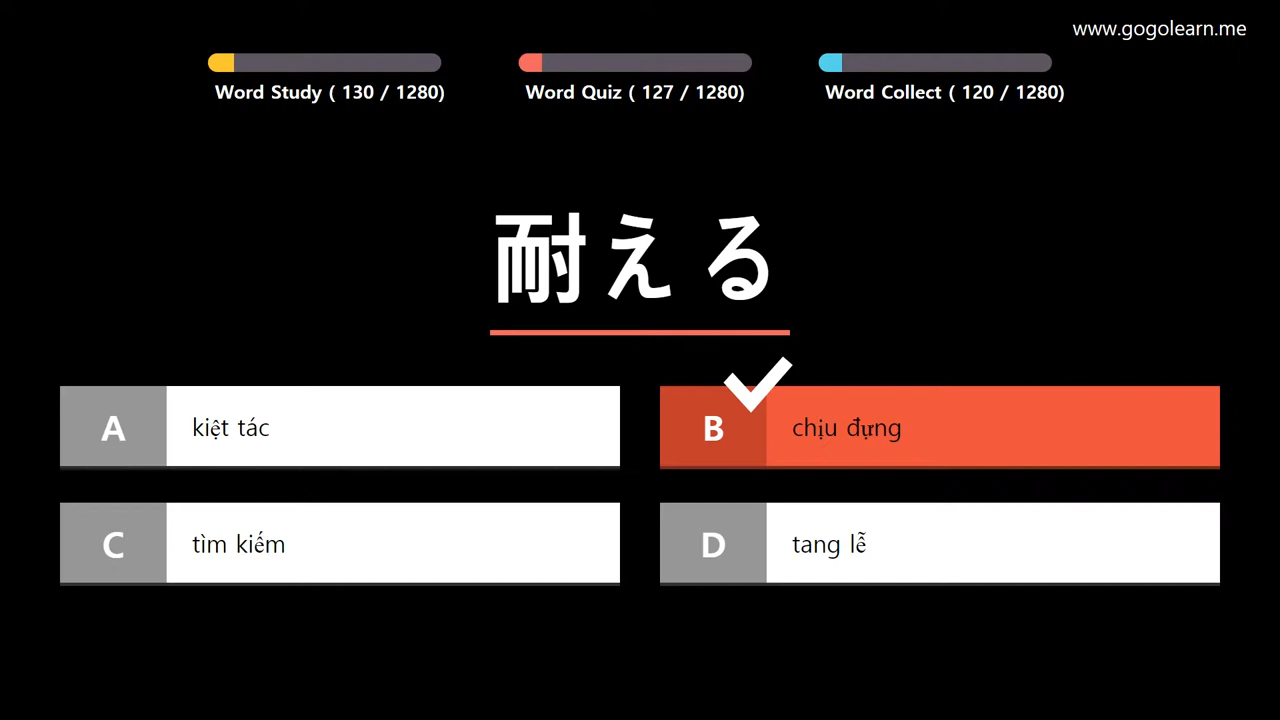 www.gogolearn.me
Word Study ( 130 / 1280)
Word Quiz ( 127 / 1280)
Word Collect ( 120 / 1280)
耐える
A kiệt tác
B chịu đựng
C tìm kiếm
D tang lễ